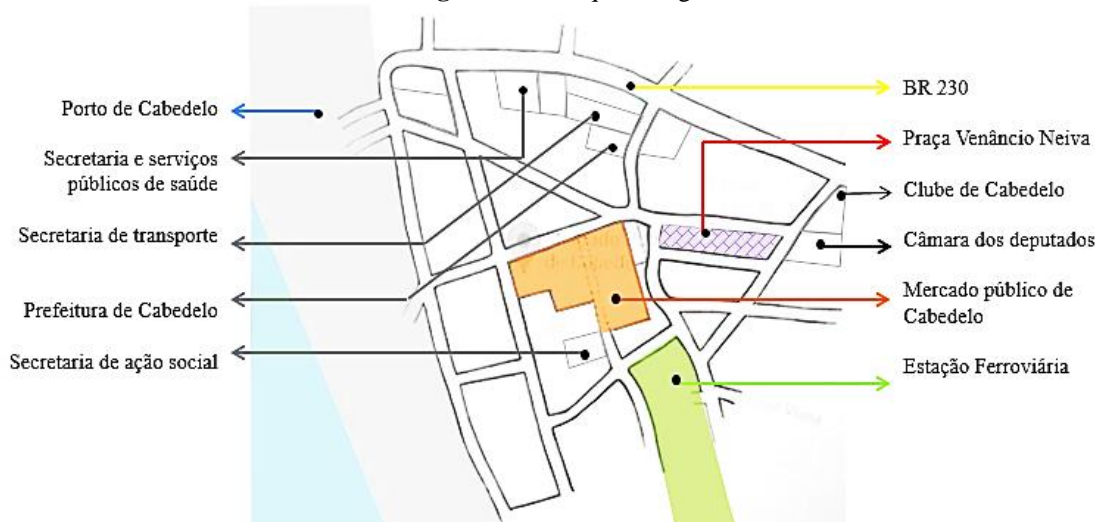 Porto de Cabedelo
Secretaria e serviços
públicos de saúde
Secretaria de transporte
Prefeitura de Cabedelo
Secretaria de ação social
BR 230
Praça Venâncio Neiva
Clube de Cabedelo
Câmara dos deputados
Mercado público de
Cabedelo
Estação Ferroviária